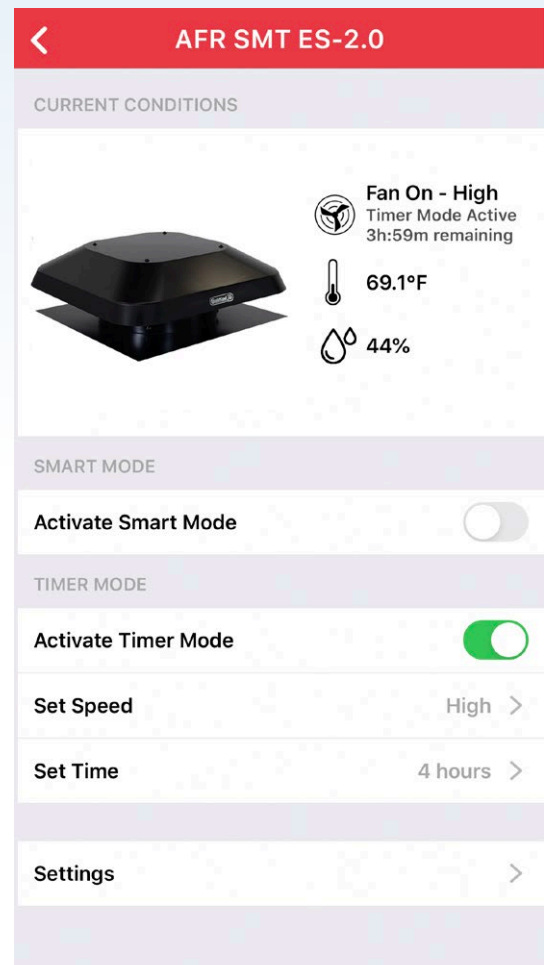 AFR SMT ES-2.0
CURRENT CONDITIONS
Fan On - High
Timer Mode Active
3h:59m remaining
69.1°F
44%
SMART MODE
Activate Smart Mode
TIMER MODE
Activate Timer Mode
Set Speed
High
Set Time
4 hours
Settings